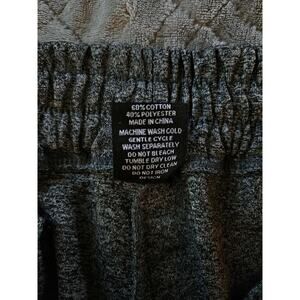 60% COTTON
40% POLYESTER
MADE IN CHINA
MACHINE WASH COLD
GENTLE CYCLE
WASH SEPARATELY
DO NOT BLEACH
TUMBLE DRY LOW
DO NOT DRY CLEAN
DO NOT IRON
DESIGN